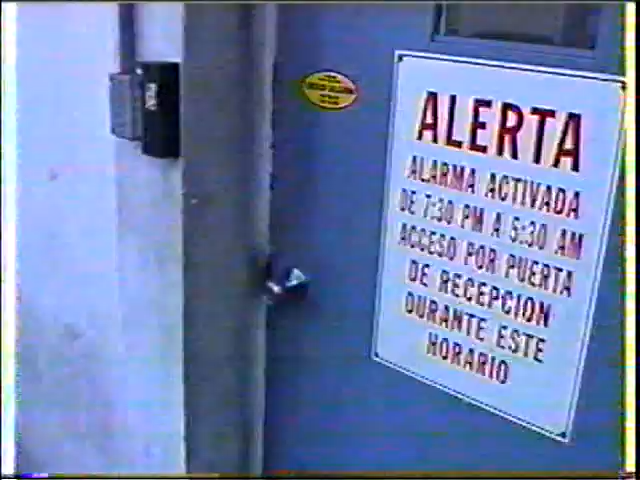 ALERTA
ALARMA ACTIVADA
DE 7:30 PM A 5:30 AM
ACCESO POR PUERTA
DE RECEPCION
DURANTE ESTE
HORARIO